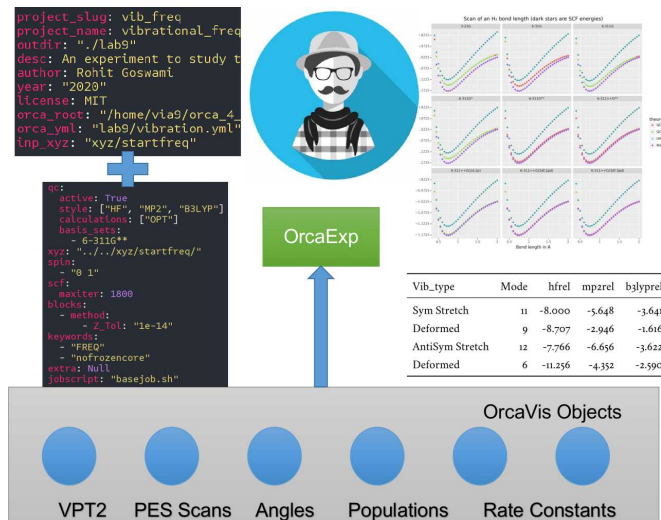 project_slug: vib_freq
project_name: vibrational_freq
outdir: "./lab9"
desc: An experiment to study t
author: Rohit Goswami
year: "2020"
license: MIT
orca_root: "/home/via9/orca_4_
orca_yml: "lab9/vibration.yml"
inp_xyz: "xyz/startfreq"
qc:
active: True
style: ["HF", "MP2", "B3LYP"]
calculations: ["OPT"]
basis_sets:
- 6-311G**
xyz: "../../xyz/startfreq/"
spin:
- "0 1"
scf:
maxiter: 1800
blocks:
- method:
- Z_Tol: "1e-14"
keywords:
- "FREQ"
- "nofrozencore"
extra: Null
jobscript: "basejob.sh"
OrcaExp
Scan of an H₂ bond length (dark stars are SCF energies)
Bond length in A
Vib_type Mode hfrel mp2rel b3lyprel
Sym Stretch 11 -8.000 -5.648 -3.641
Deformed 9 -8.707 -2.946 -1.616
AntiSym Stretch 12 -7.766 -6.656 -3.622
Deformed 6 -11.256 -4.352 -2.590
OrcaVis Objects
VPT2 PES Scans Angles Populations Rate Constants